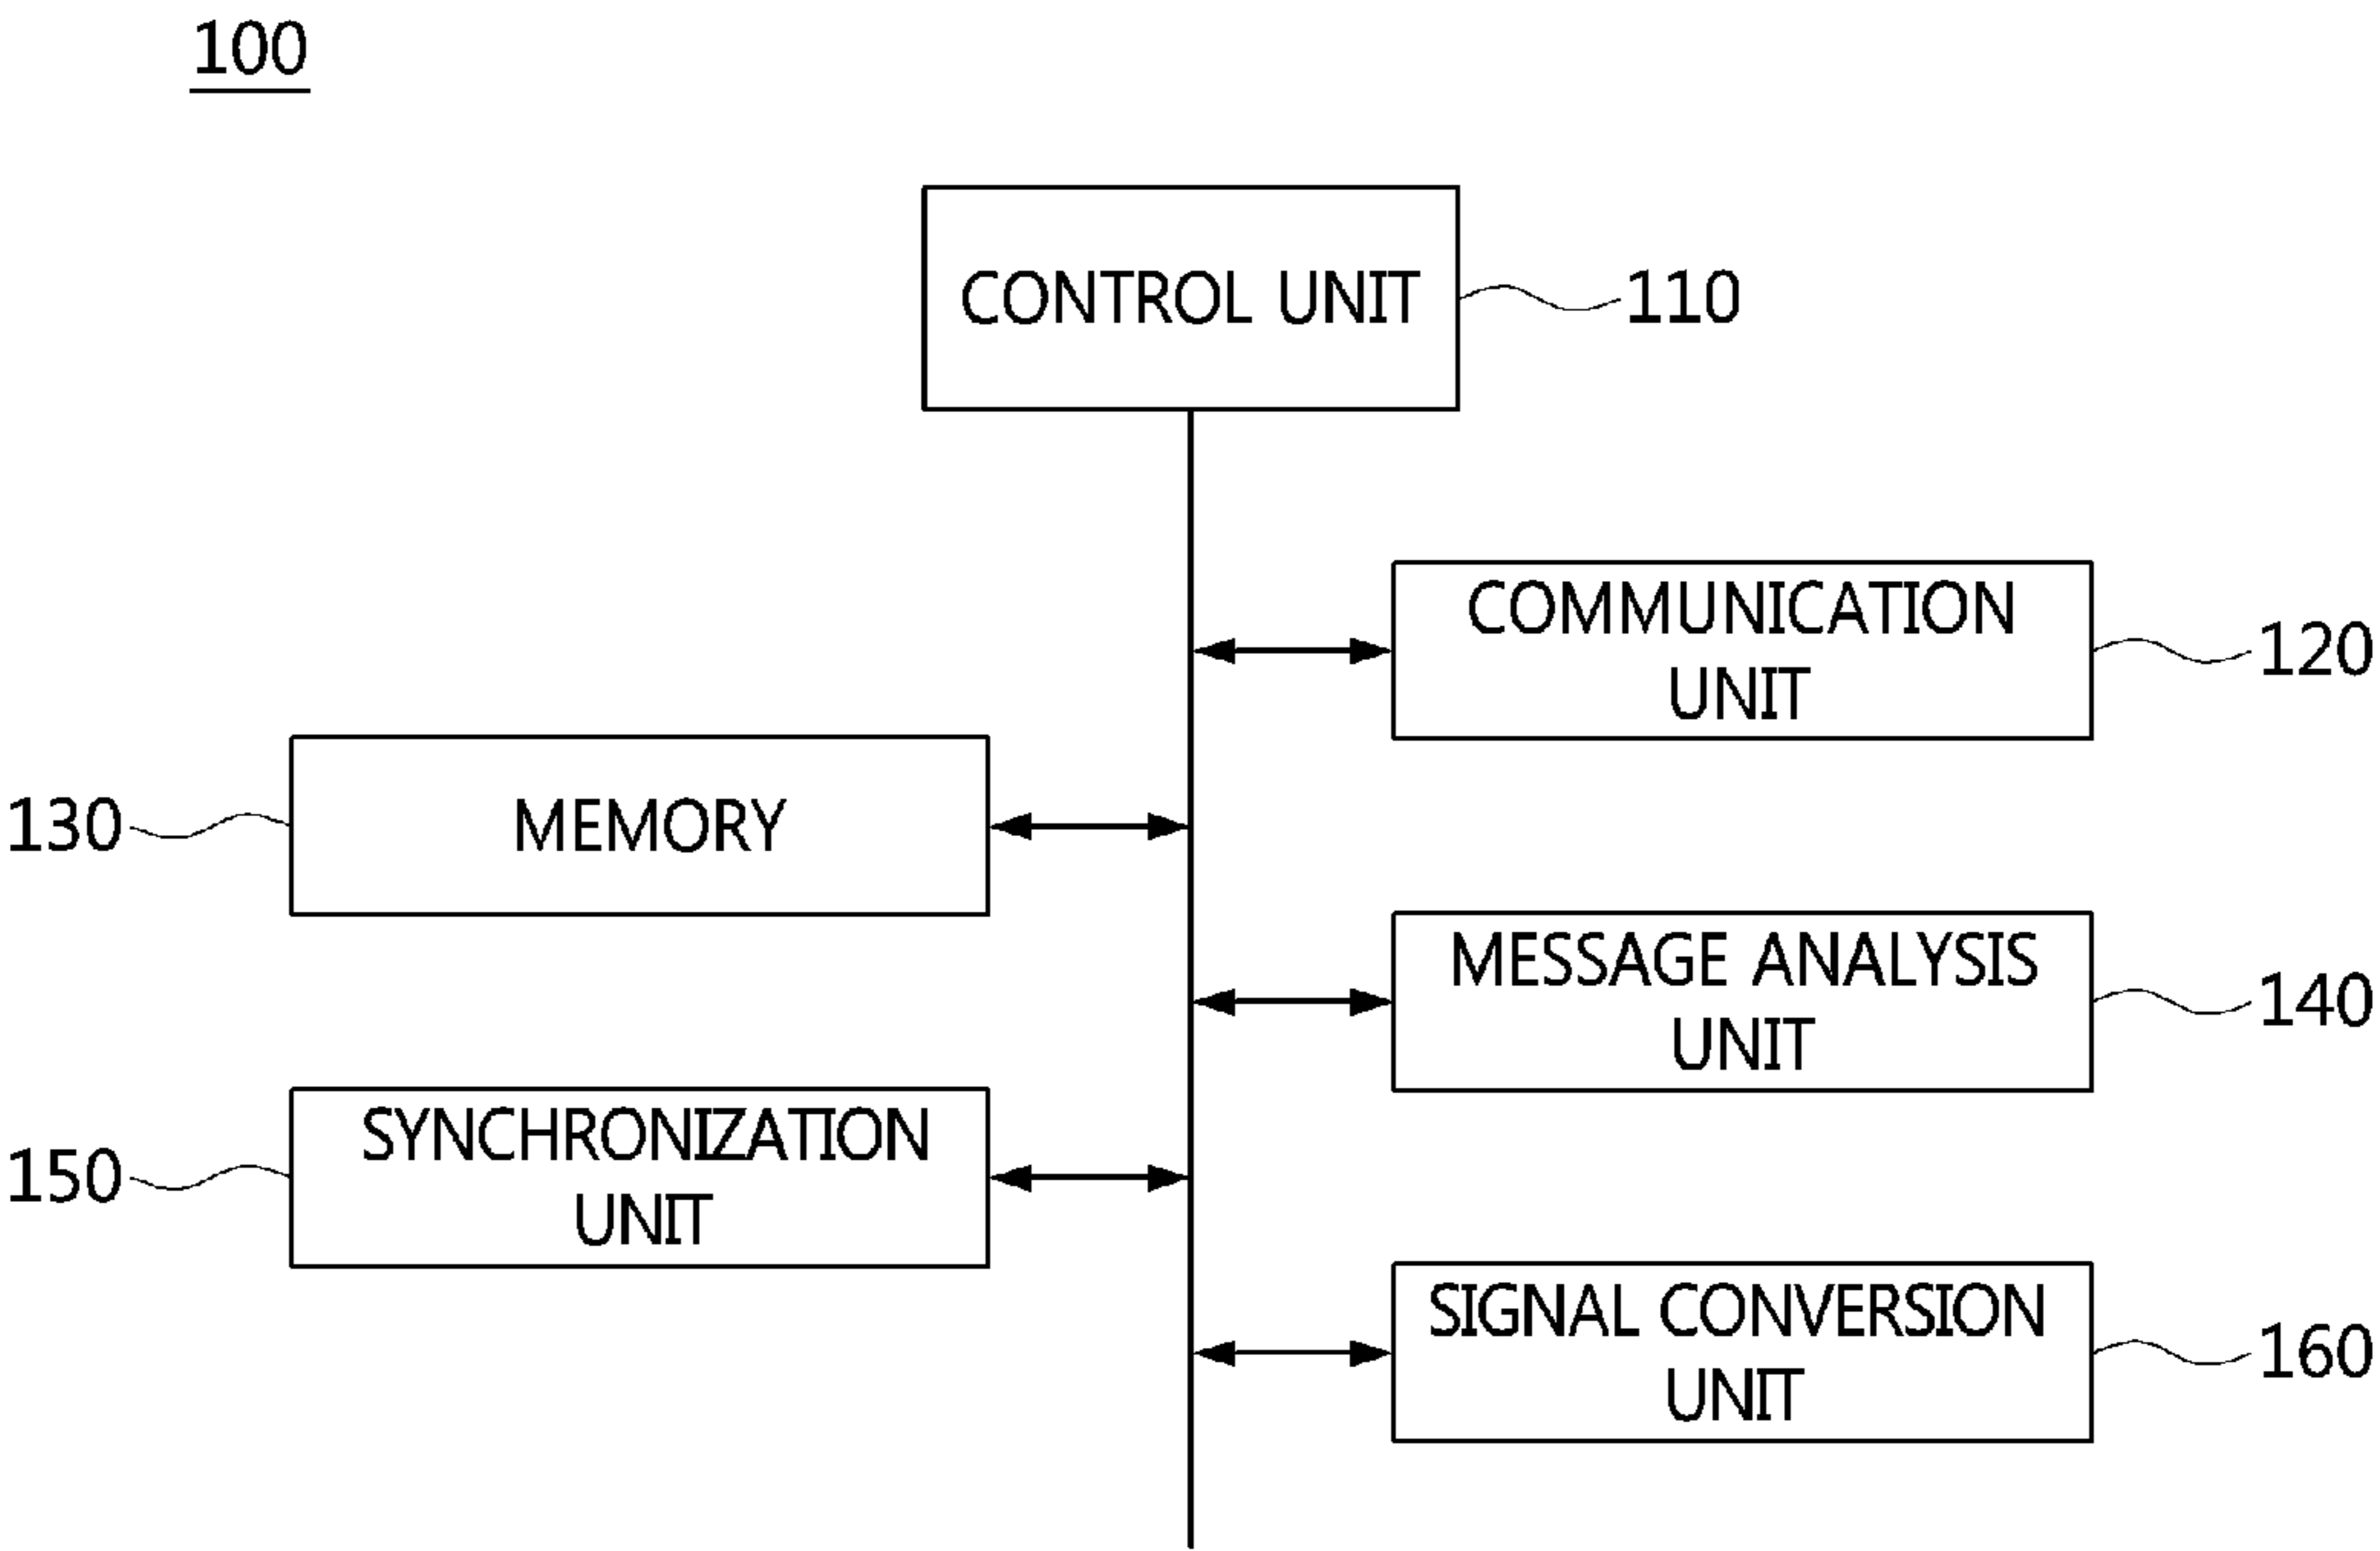 100
CONTROL UNIT
110
COMMUNICATION
UNIT
120
130
MEMORY
MESSAGE ANALYSIS
UNIT
140
150
SYNCHRONIZATION
UNIT
SIGNAL CONVERSION
UNIT
160